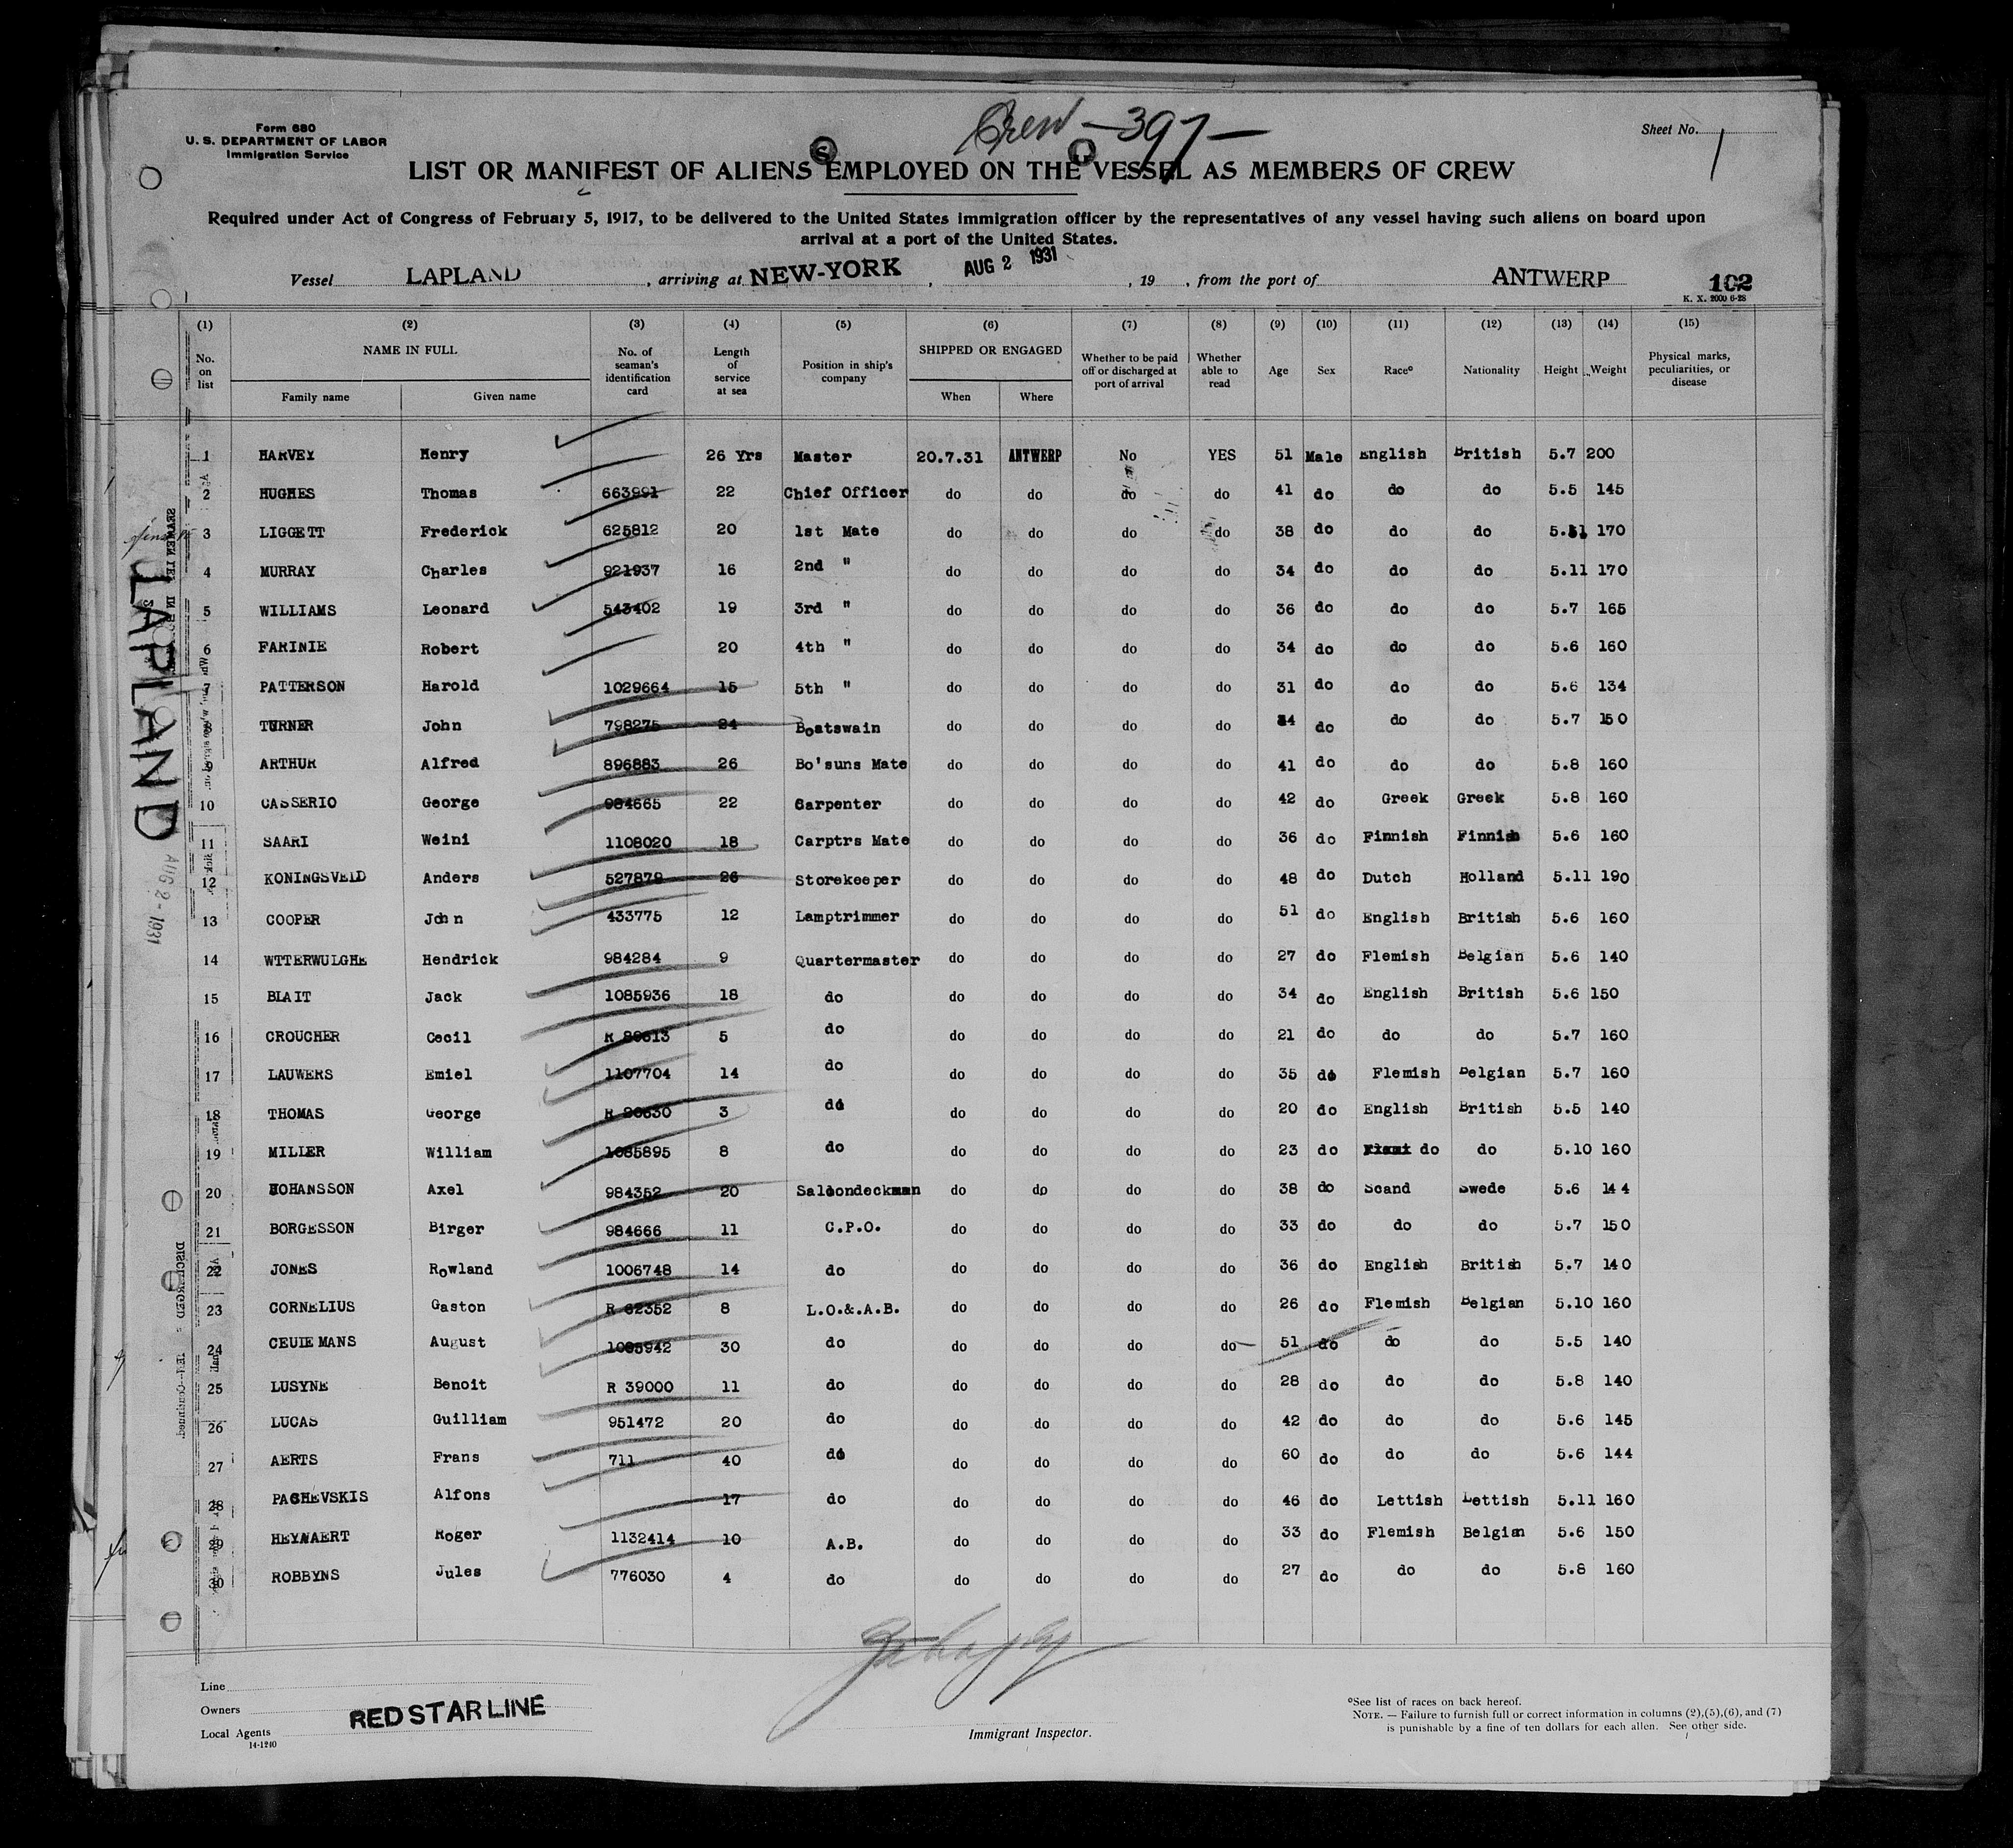 Crew - 397 -
Form 680
U. S. DEPARTMENT OF LABOR
Immigration Service
Sheet No. 1
LIST OR MANIFEST OF ALIENS EMPLOYED ON THE VESSEL AS MEMBERS OF CREW
Required under Act of Congress of February 5, 1917, to be delivered to the United States immigration officer by the representatives of any vessel having such aliens on board upon
arrival at a port of the United States.
Vessel LAPLAND, arriving at NEW-YORK, AUG 2 1931, 19 , from the port of ANTWERP 102
K. X. 2000 6-28
(1) (2) (3) (4) (5) (6) (7) (8) (9) (10) (11) (12) (13) (14) (15)
No. on list NAME IN FULL Family name Given name No. of seaman's identification card Length of service at sea Position in ship's company SHIPPED OR ENGAGED When Where Whether to be paid off or discharged at port of arrival Whether able to read Age Sex Race° Nationality Height Weight Physical marks, peculiarities, or disease
1 HARVEY Henry 26 Yrs Master 20.7.31 ANTWERP No YES 51 Male English British 5.7 200
2 HUGHES Thomas 663991 22 Chief Officer do do do do 41 do do do 5.5 145
3 LIGGETT Frederick 625812 20 1st Mate do do do do 38 do do do 5.11 170
4 MURRAY Charles 921937 16 2nd " do do do do 34 do do do 5.11 170
5 WILLIAMS Leonard 543402 19 3rd " do do do do 36 do do do 5.7 165
6 FARINIE Robert 20 4th " do do do do 34 do do do 5.6 160
7 PATTERSON Harold 1029664 15 5th " do do do do 31 do do do 5.6 134
8 TURNER John 798275 24 Boatswain do do do do 44 do do do 5.7 150
9 ARTHUR Alfred 896883 26 Bo'suns Mate do do do do 41 do do do 5.8 160
10 CASSERIO George 984665 22 Carpenter do do do do 42 do Greek Greek 5.8 160
11 SAARI Weini 1108020 18 Carptrs Mate do do do do 36 do Finnish Finnish 5.6 160
12 KONINGSVELD Anders 527879 26 Storekeeper do do do do 48 do Dutch Holland 5.11 190
13 COOPER John 433775 12 Lamptrimmer do do do do 51 do English British 5.6 160
14 WTTERWULGHE Hendrick 984284 9 Quartermaster do do do do 27 do Flemish Belgian 5.6 140
15 BLAIT Jack 1085936 18 do do do do do 34 do English British 5.6 150
16 CROUCHER Cecil R 89613 5 do do do do do 21 do do do 5.7 160
17 LAUWERS Emiel 1107704 14 do do do do do 35 do Flemish Belgian 5.7 160
18 THOMAS George 3 do do do do do 20 do English British 5.5 140
19 MILLER William 1085895 8 do do do do do 23 do do do 5.10 160
20 JOHANSSON Axel 984352 20 Saloondeckman do do do do 38 do Scand Swede 5.6 144
21 BORGESSON Birger 984666 11 C.P.O. do do do do 33 do do do 5.7 150
22 JONES Rowland 1006748 14 do do do do do 36 do English British 5.7 140
23 CORNELIUS Gaston R 62352 8 L.O.&.A.B. do do do do 26 do Flemish Belgian 5.10 160
24 CEULEMANS August 1085942 30 do do do do do 51 do do do 5.5 140
25 LUSYNE Benoit R 39000 11 do do do do do 28 do do do 5.8 140
26 LUCAS Guilliam 951472 20 do do do do do 42 do do do 5.6 145
27 AERTS Frans 711 40 do do do do do 60 do do do 5.6 144
28 PACHEVSKIS Alfons 17 do do do do do 46 do Lettish Lettish 5.11 160
29 HEYNAERT Roger 1132414 10 A.B. do do do do 33 do Flemish Belgian 5.6 150
30 ROBBYNS Jules 776030 4 do do do do do 27 do do do 5.8 160
LAPLAND
AUG 2 - 1931
Line
Owners RED STAR LINE
Local Agents
14-1240
Immigrant Inspector.
°See list of races on back hereof.
NOTE. — Failure to furnish full or correct information in columns (2),(5),(6), and (7)
is punishable by a fine of ten dollars for each alien. See other side.